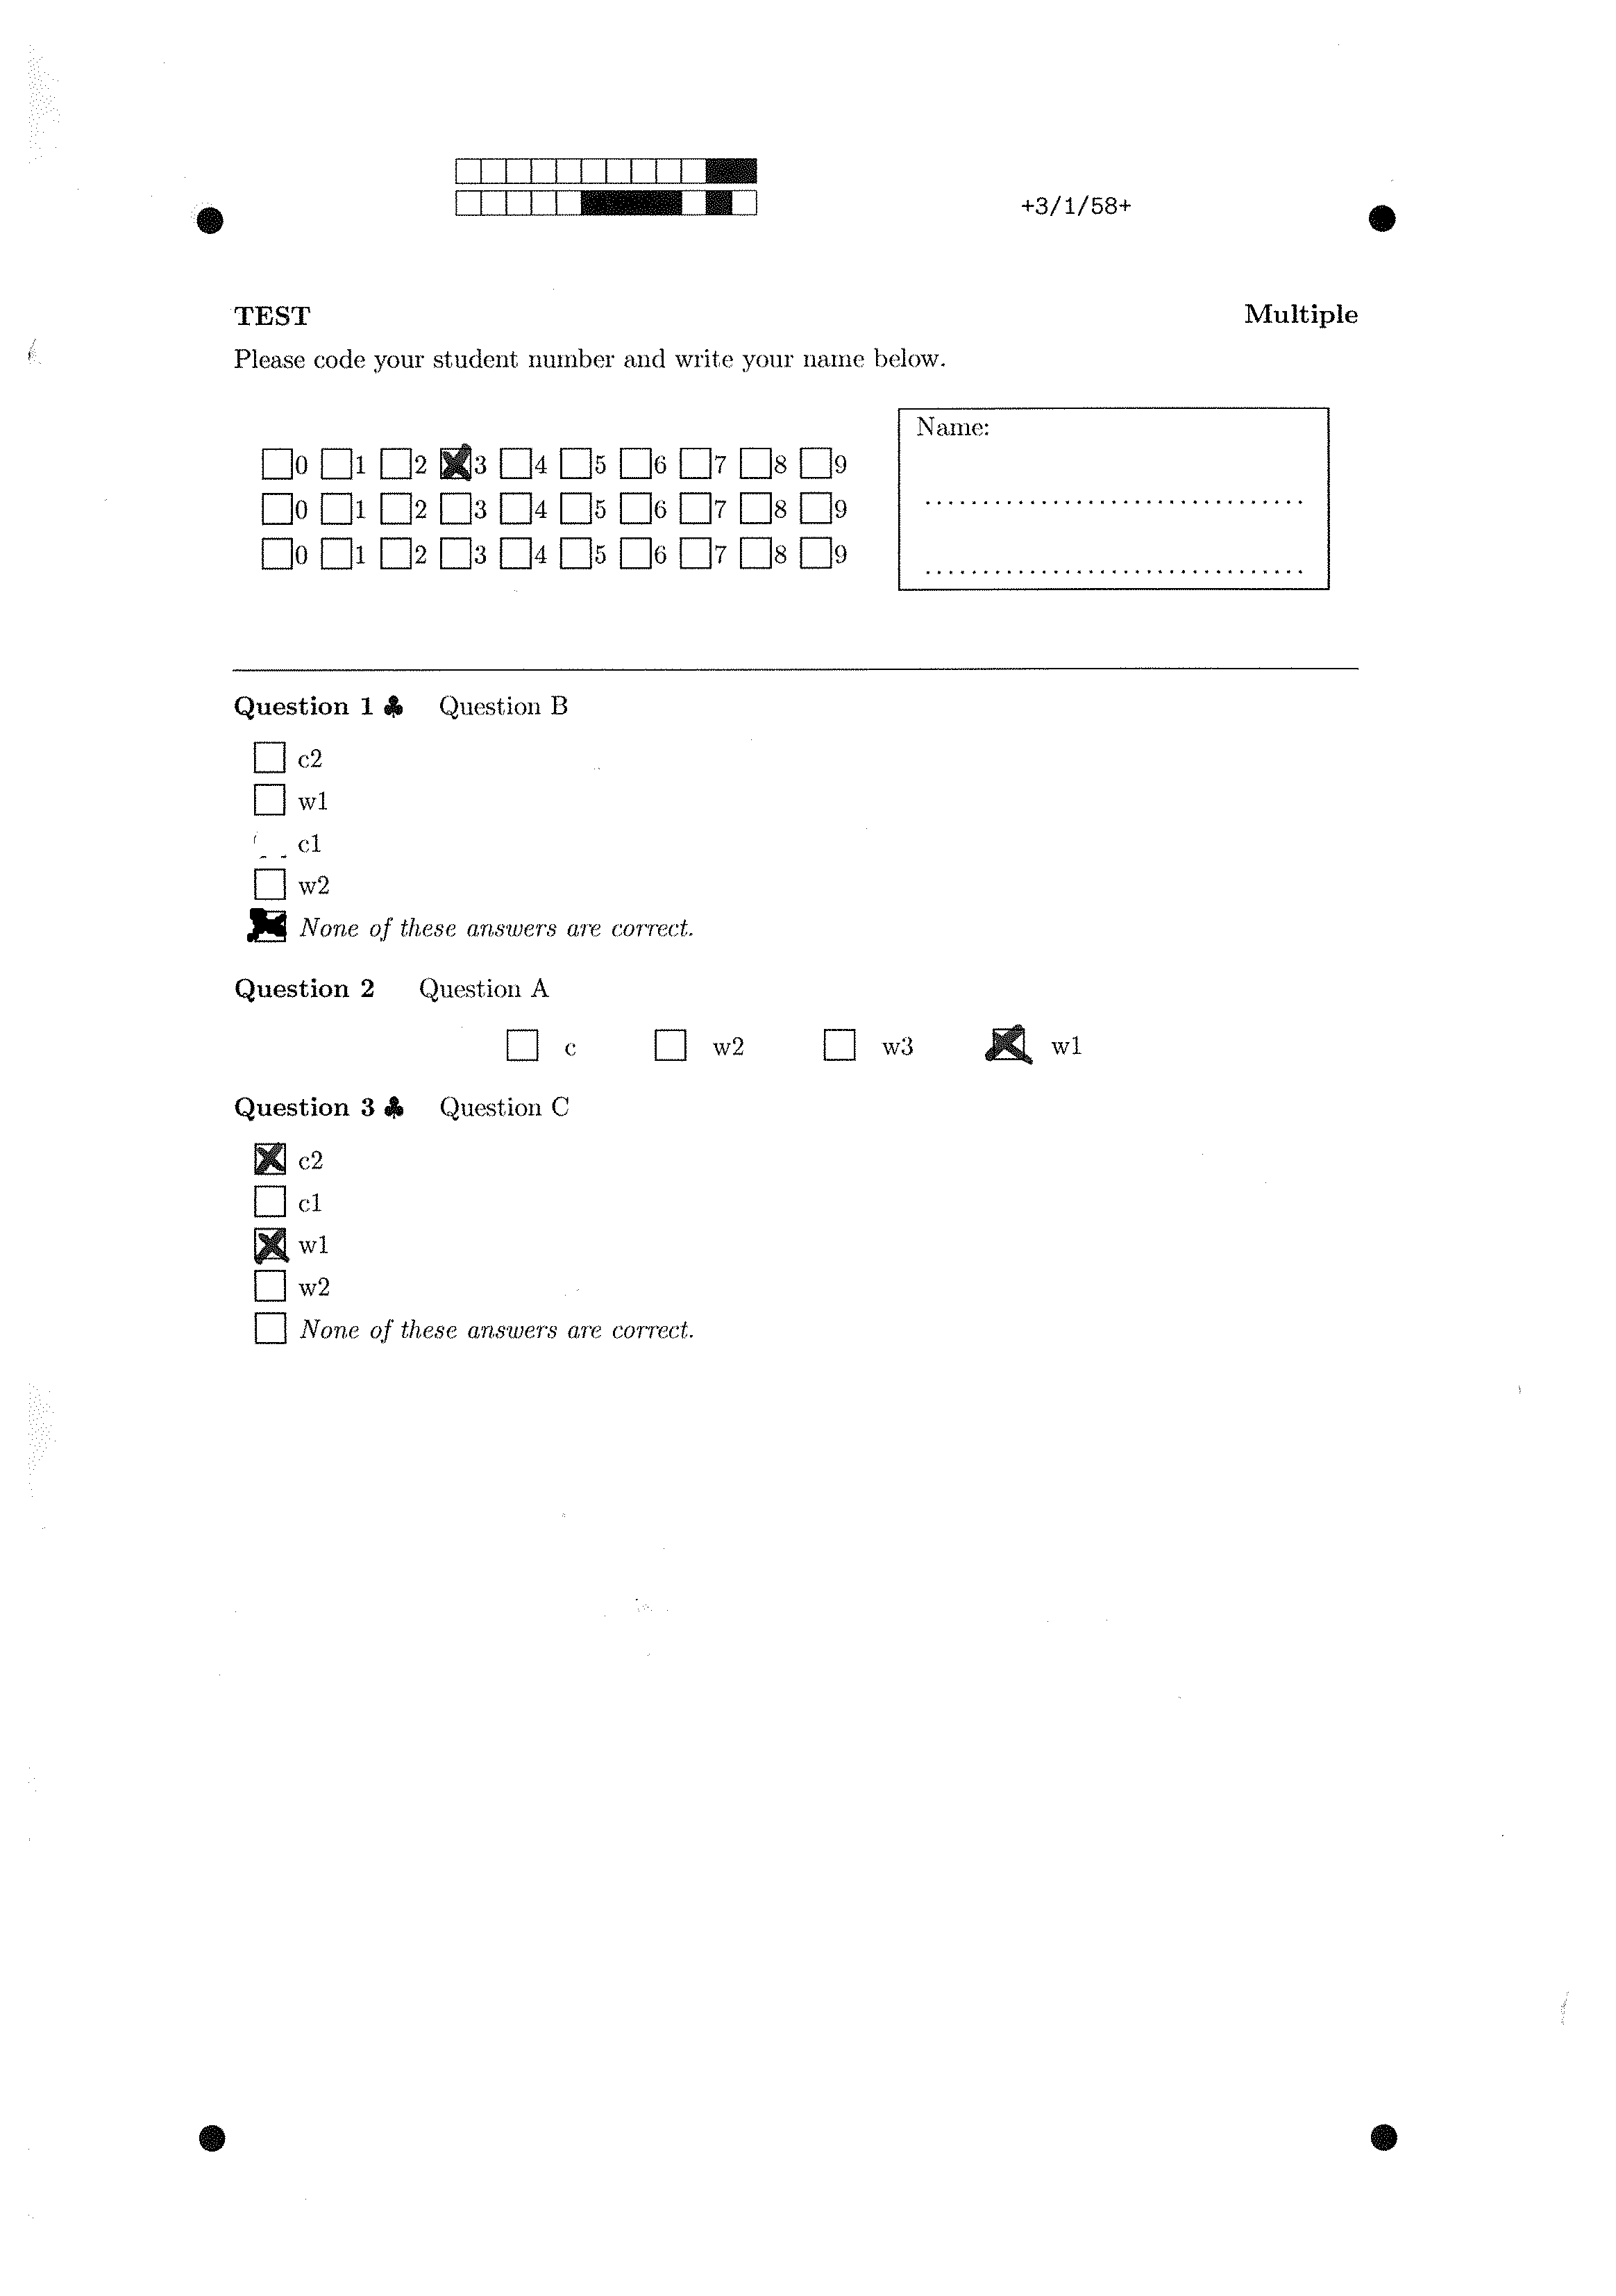 +3/1/58+
TEST Multiple
Please code your student number and write your name below.
Name:
0 1 2 3 4 5 6 7 8 9
0 1 2 3 4 5 6 7 8 9
0 1 2 3 4 5 6 7 8 9
Question 1 ♣ Question B
c2
w1
c1
w2
None of these answers are correct.
Question 2 Question A
c w2 w3 w1
Question 3 ♣ Question C
c2
c1
w1
w2
None of these answers are correct.